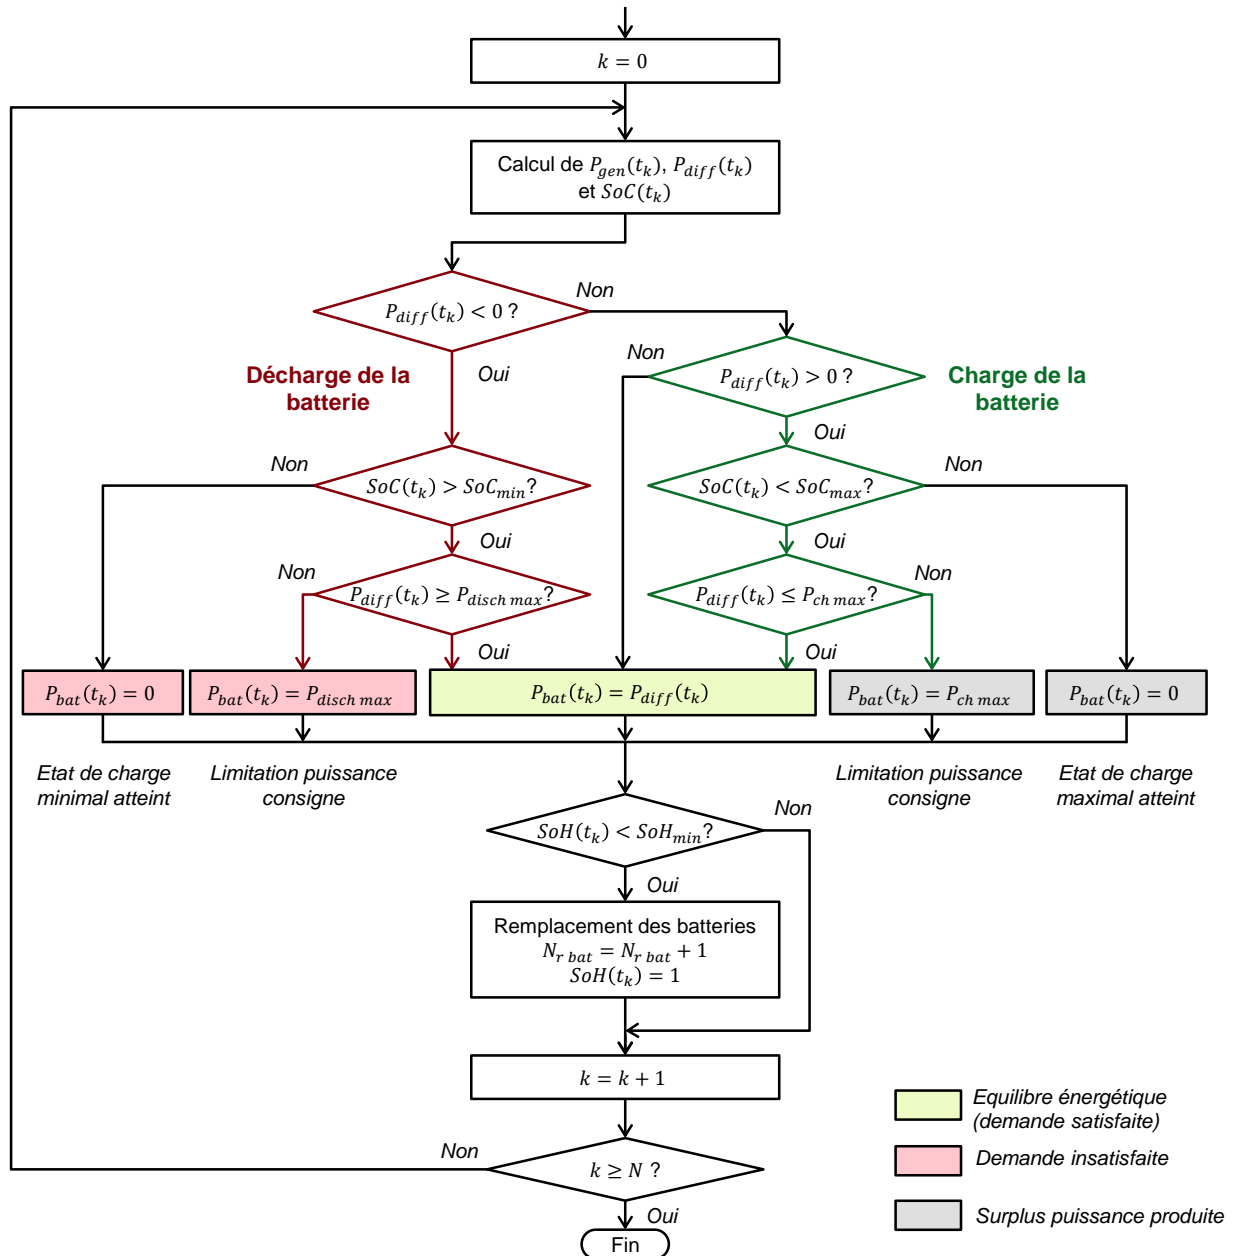 k = 0
Calcul de P_gen(t_k), P_diff(t_k)
et SoC(t_k)
P_diff(t_k) < 0 ?
Non
Oui
Décharge de la
batterie
Non
P_diff(t_k) > 0 ?
Charge de la
batterie
Oui
Non
SoC(t_k) > SoC_min?
Oui
SoC(t_k) < SoC_max?
Non
Oui
Non
P_diff(t_k) ≥ P_disch max?
Oui
P_diff(t_k) ≤ P_ch max?
Non
Oui
P_bat(t_k) = 0
P_bat(t_k) = P_disch max
P_bat(t_k) = P_diff(t_k)
P_bat(t_k) = P_ch max
P_bat(t_k) = 0
Etat de charge
minimal atteint
Limitation puissance
consigne
Limitation puissance
consigne
Etat de charge
maximal atteint
SoH(t_k) < SoH_min?
Non
Oui
Remplacement des batteries
N_r bat = N_r bat + 1
SoH(t_k) = 1
k = k + 1
Non
k ≥ N ?
Oui
Fin
Equilibre énergétique
(demande satisfaite)
Demande insatisfaite
Surplus puissance produite